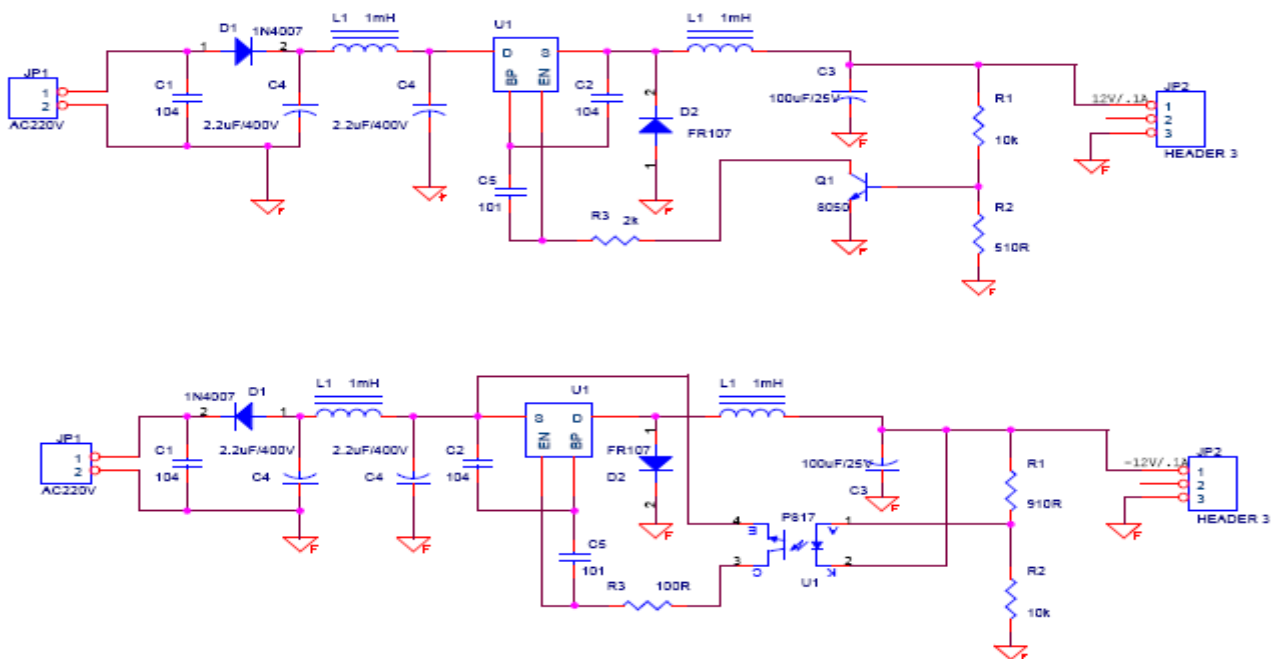 D1 1N4007
L1 1mH
U1
L1 1mH
1 2
D S
BP EN
JP1
1
2
AC220V
C1
104
C4
2.2uF/400V
C4
2.2uF/400V
C2
104
2
D2
FR107
1
C3
100uF/25V
R1
10k
12V/.1A
JP2
1
2
3
HEADER 3
F
F
F
F
F
C5
101
R3 2k
Q1
8050
R2
510R
F
F
F
1N4007 D1
L1 1mH
U1
L1 1mH
2 1
S D
EN BP
JP1
1
2
AC220V
C1
104
2.2uF/400V
C4
2.2uF/400V
C4
C2
104
1
FR107
D2
2
100uF/25V
C3
R1
910R
-12V/.1A
JP2
1
2
3
HEADER 3
F
F
F
F
F
P817
4 E
A 1
3 C
K 2
U1
C5
101
R3 100R
R2
10k
F